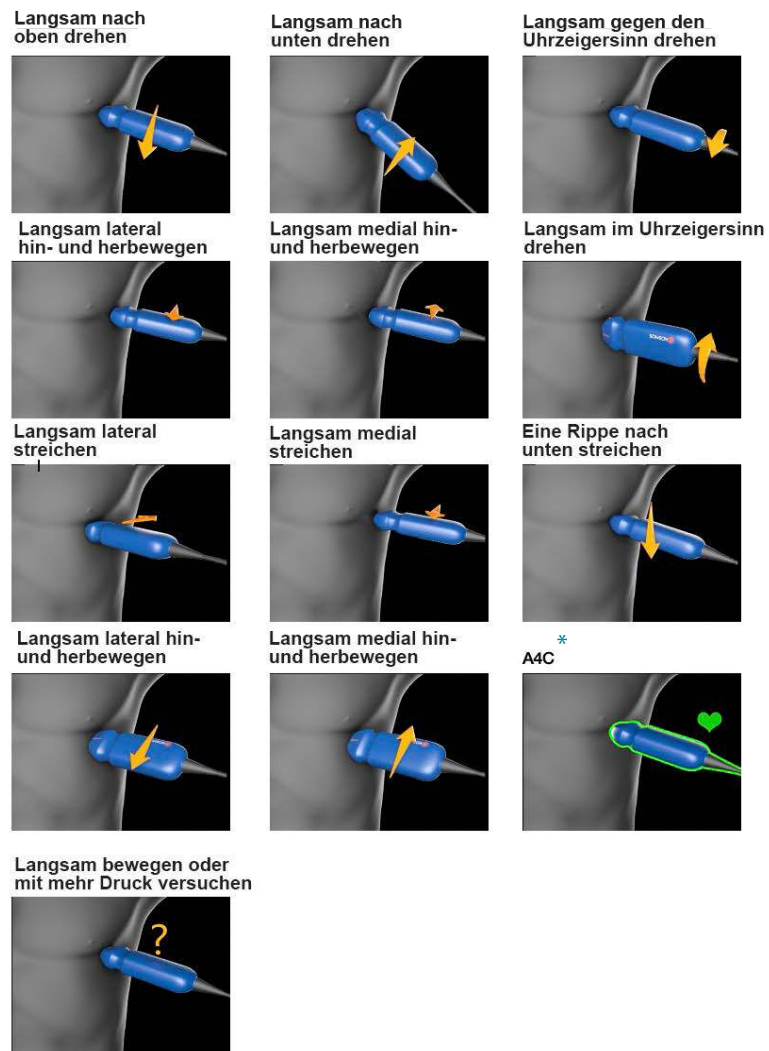 Langsam nach
oben drehen
Langsam nach
unten drehen
Langsam gegen den
Uhrzeigersinn drehen
Langsam lateral
hin- und herbewegen
Langsam medial hin-
und herbewegen
Langsam im Uhrzeigersinn
drehen
Langsam lateral
streichen
Langsam medial
streichen
Eine Rippe nach
unten streichen
Langsam lateral hin-
und herbewegen
Langsam medial hin-
und herbewegen
A4C*
Langsam bewegen oder
mit mehr Druck versuchen
?